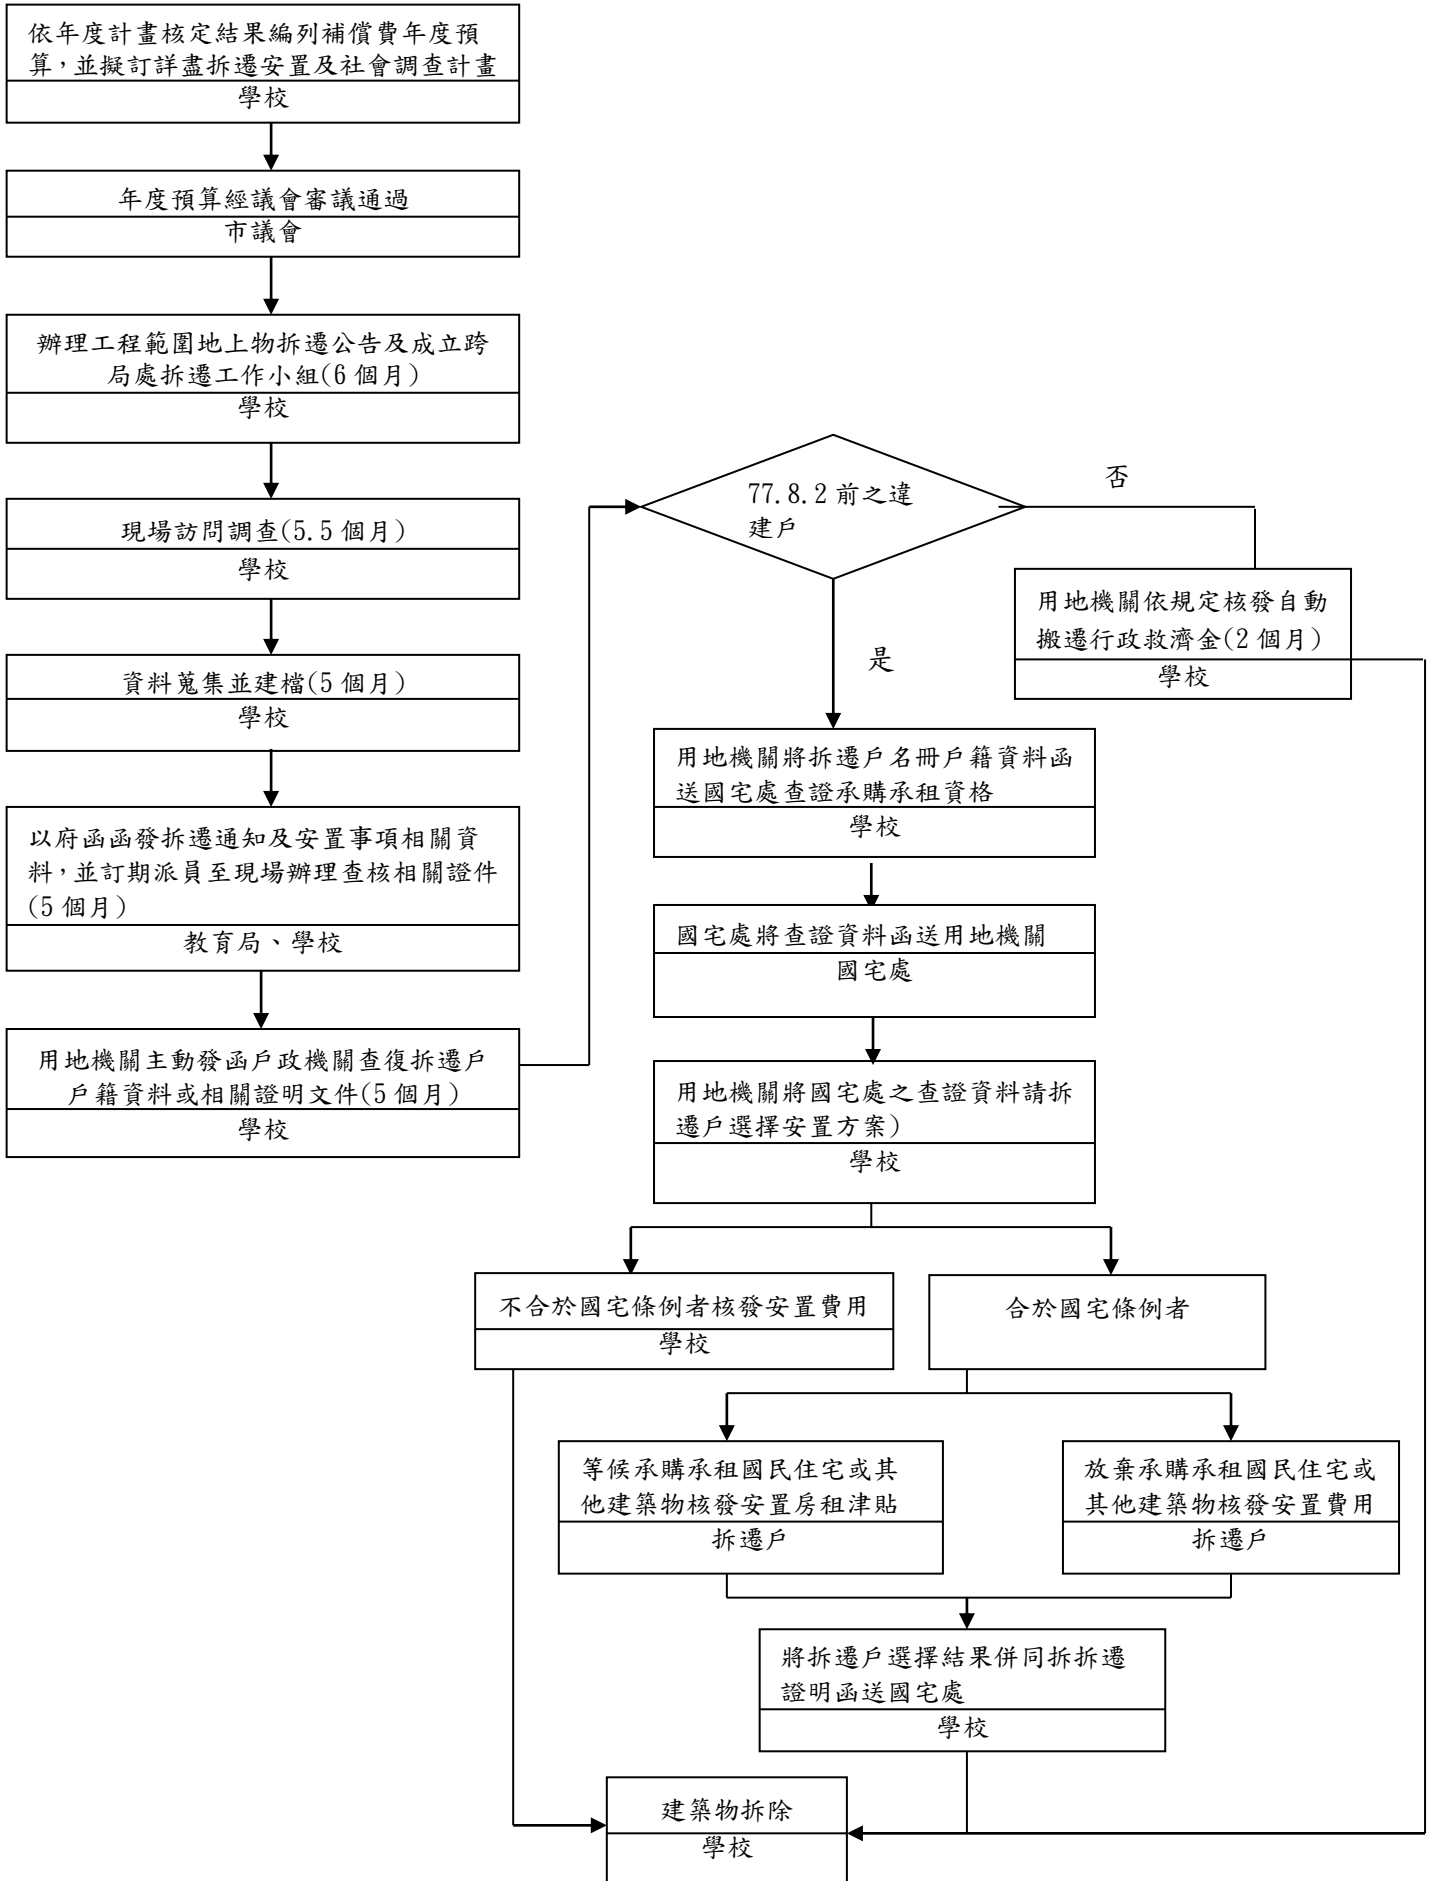 依年度計畫核定結果編列補償費年度預
算，並擬訂詳盡拆遷安置及社會調查計畫
學校
年度預算經議會審議通過
市議會
辦理工程範圍地上物拆遷公告及成立跨
局處拆遷工作小組(6 個月)
學校
現場訪問調查(5.5 個月)
學校
資料蒐集並建檔(5 個月)
學校
以府函函發拆遷通知及安置事項相關資
料，並訂期派員至現場辦理查核相關證件
(5 個月)
教育局、學校
用地機關主動發函戶政機關查復拆遷戶
戶籍資料或相關證明文件(5 個月)
學校
77.8.2 前之違
建戶
否
用地機關依規定核發自動
搬遷行政救濟金(2 個月)
學校
是
用地機關將拆遷戶名冊戶籍資料函
送國宅處查證承購承租資格
學校
國宅處將查證資料函送用地機關
國宅處
用地機關將國宅處之查證資料請拆
遷戶選擇安置方案)
學校
不合於國宅條例者核發安置費用
學校
合於國宅條例者
等候承購承租國民住宅或其
他建築物核發安置房租津貼
拆遷戶
放棄承購承租國民住宅或
其他建築物核發安置費用
拆遷戶
將拆遷戶選擇結果併同拆拆遷
證明函送國宅處
學校
建築物拆除
學校